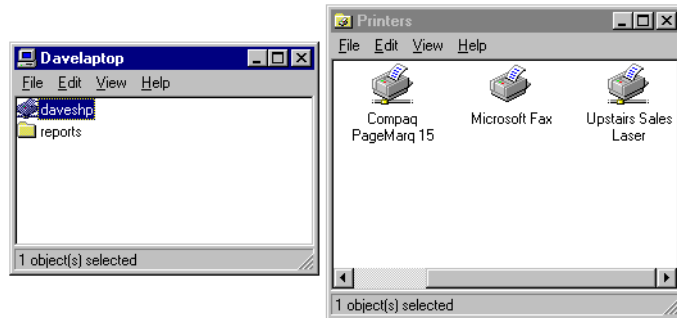 Davelaptop
File Edit View Help
daveshp
reports
1 object(s) selected
Printers
File Edit View Help
Compaq
PageMarq 15
Microsoft Fax
Upstairs Sales
Laser
1 object(s) selected